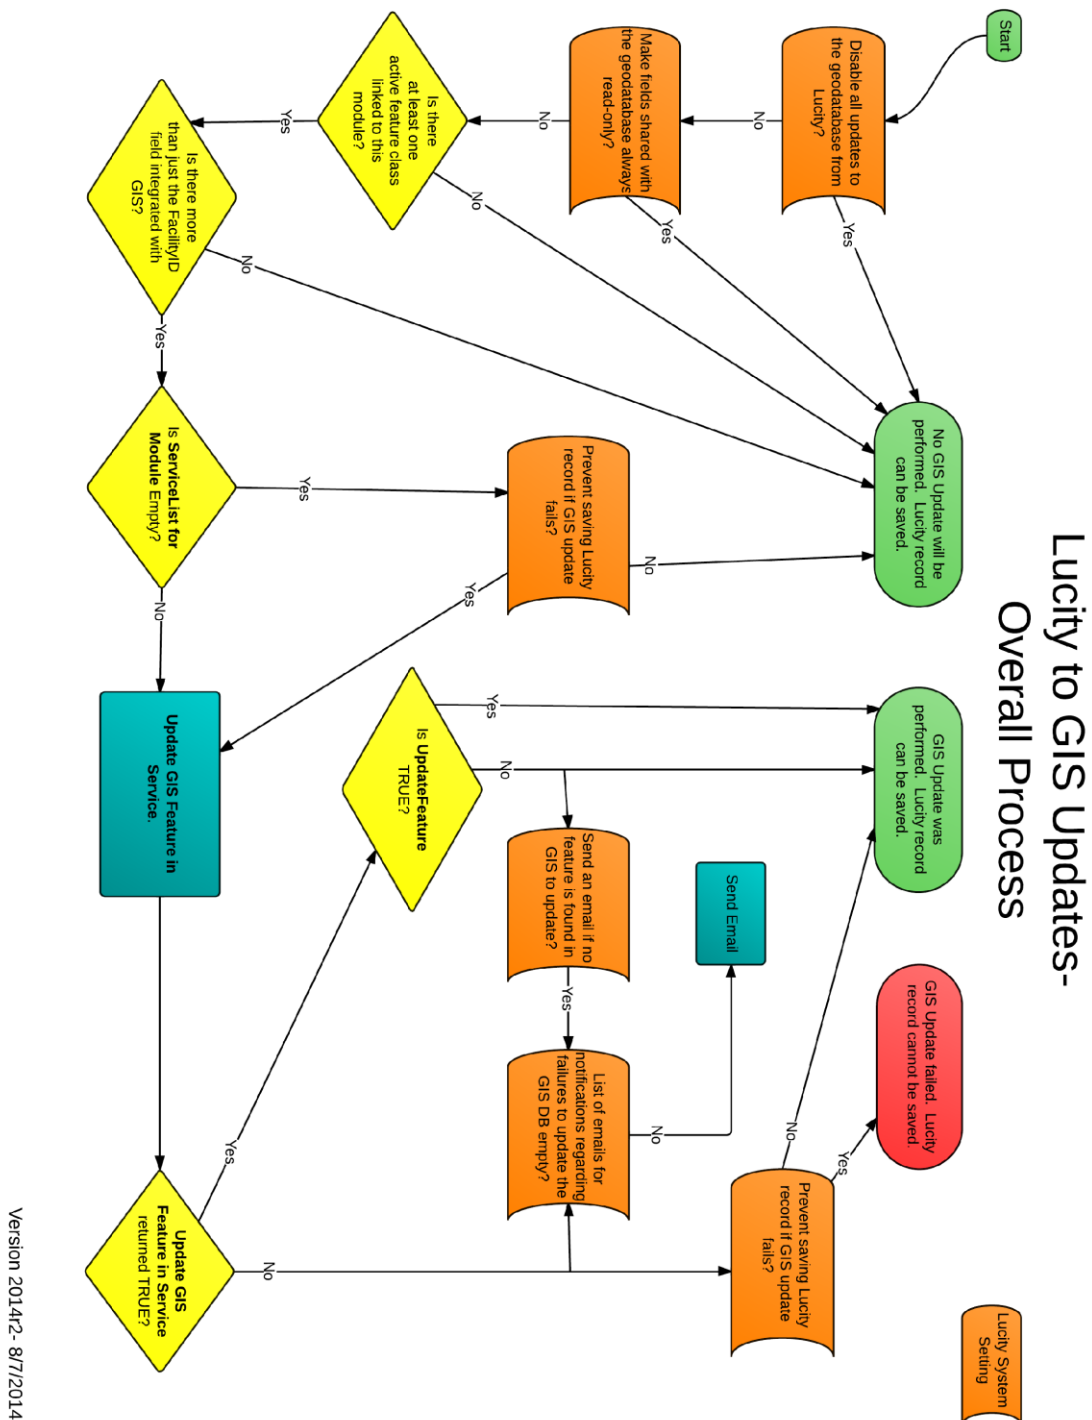 Lucity to GIS Updates-
Overall Process
Start
Disable all updates to
the geodatabase from
Lucity?
No
Yes
Make fields shared with
the geodatabase always
read-only?
No
Yes
Is there
at least one
active feature class
linked to this
module?
Yes
No
Is there more
than just the FacilityID
field integrated with
GIS?
No
Yes
No GIS Update will be
performed. Lucity record
can be saved.
Is ServiceList for
Module Empty?
Yes
No
Prevent saving Lucity
record if GIS update
fails?
No
Yes
Update GIS Feature in
Service.
Is UpdateFeature
TRUE?
Yes
No
GIS Update was
performed. Lucity record
can be saved.
Send an email if no
feature is found in
GIS to update?
Yes
Send Email
List of emails for
notifications regarding
failures to update the
GIS DB empty?
No
GIS Update failed. Lucity
record cannot be saved.
Prevent saving Lucity
record if GIS update
fails?
No
Yes
Update GIS
Feature in Service
returned TRUE?
Yes
No
Lucity System
Setting
Version 2014r2- 8/7/2014